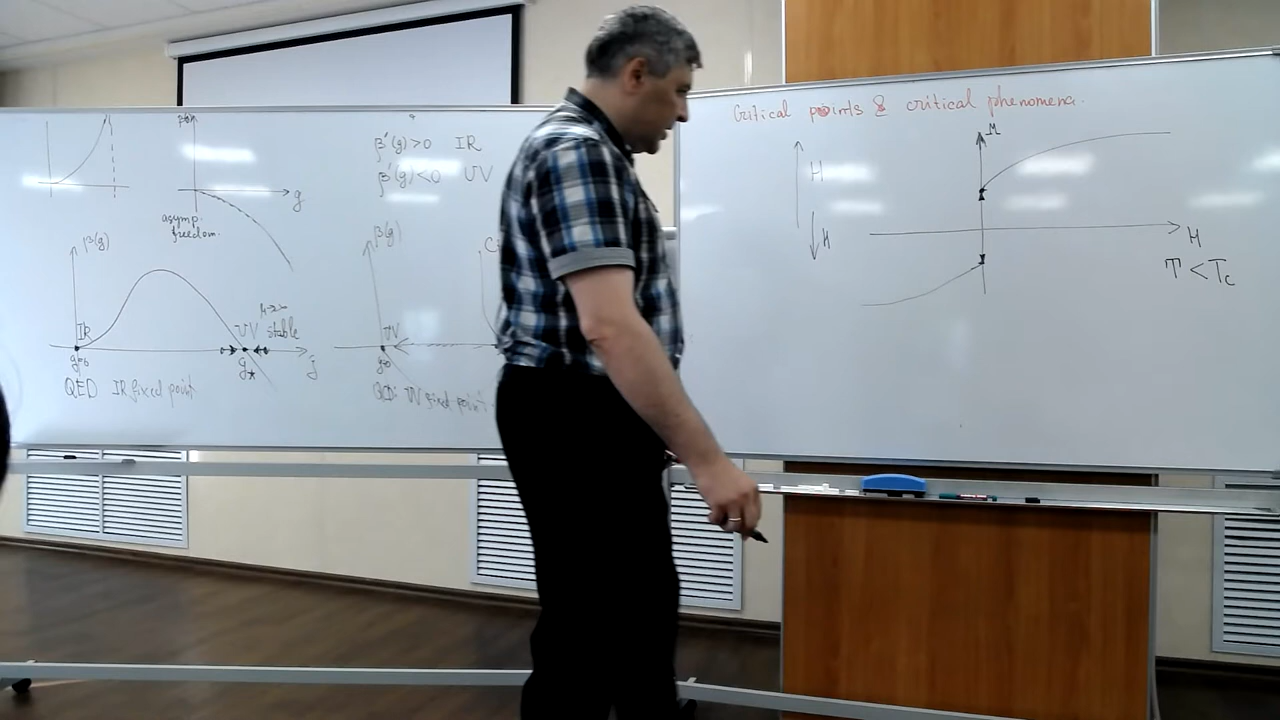 g
asymp.
freedom.
β'(g)>0 IR
β'(g)<0 UV
β(g)
IR
g=0
UV
stable
g*
QED IR fixed point
β(g)
UV
g=0
QCD: UV fixed point
Critical points & critical phenomena.
H
H
M
H
T<Tc